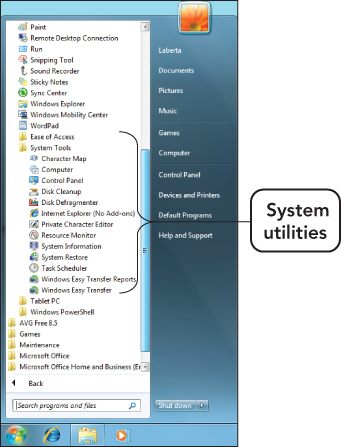 Paint
Remote Desktop Connection
Run
Snipping Tool
Sound Recorder
Sticky Notes
Sync Center
Windows Explorer
Windows Mobility Center
WordPad
Ease of Access
System Tools
Character Map
Computer
Control Panel
Disk Cleanup
Disk Defragmenter
Internet Explorer (No Add-ons)
Private Character Editor
Resource Monitor
System Information
System Restore
Task Scheduler
Windows Easy Transfer Reports
Windows Easy Transfer
Tablet PC
Windows PowerShell
AVG Free 8.5
Games
Maintenance
Microsoft Office
Microsoft Office Home and Business (En
Back
Search programs and files
Laberta
Documents
Pictures
Music
Games
Computer
Control Panel
Devices and Printers
Default Programs
Help and Support
Shut down
System
utilities